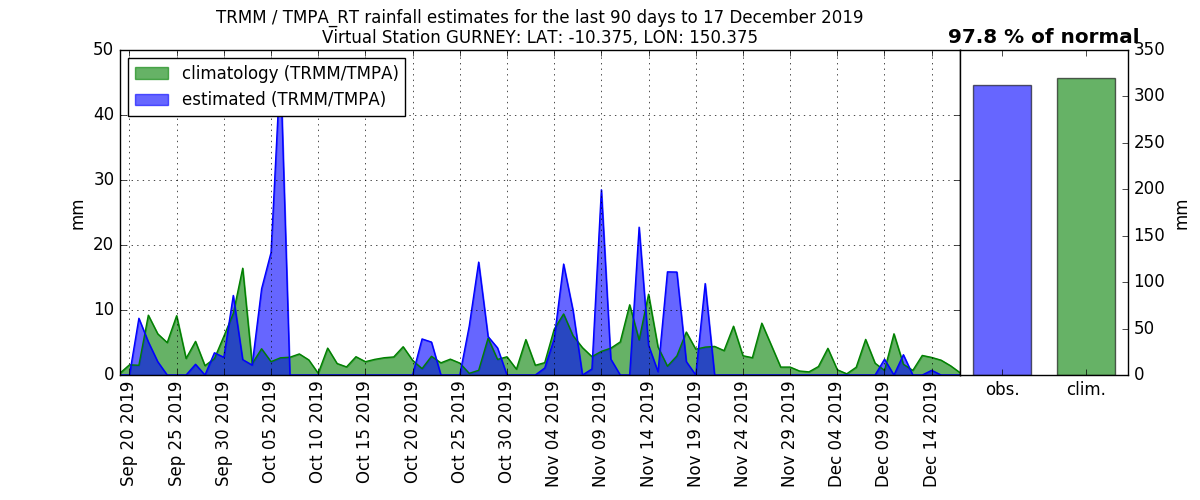 TRMM / TMPA_RT rainfall estimates for the last 90 days to 17 December 2019
Virtual Station GURNEY: LAT: -10.375, LON: 150.375
97.8 % of normal
climatology (TRMM/TMPA)
estimated (TRMM/TMPA)
50
40
30
20
10
0
mm
Sep 20 2019
Sep 25 2019
Sep 30 2019
Oct 05 2019
Oct 10 2019
Oct 15 2019
Oct 20 2019
Oct 25 2019
Oct 30 2019
Nov 04 2019
Nov 09 2019
Nov 14 2019
Nov 19 2019
Nov 24 2019
Nov 29 2019
Dec 04 2019
Dec 09 2019
Dec 14 2019
350
300
250
200
150
100
50
0
mm
obs.
clim.